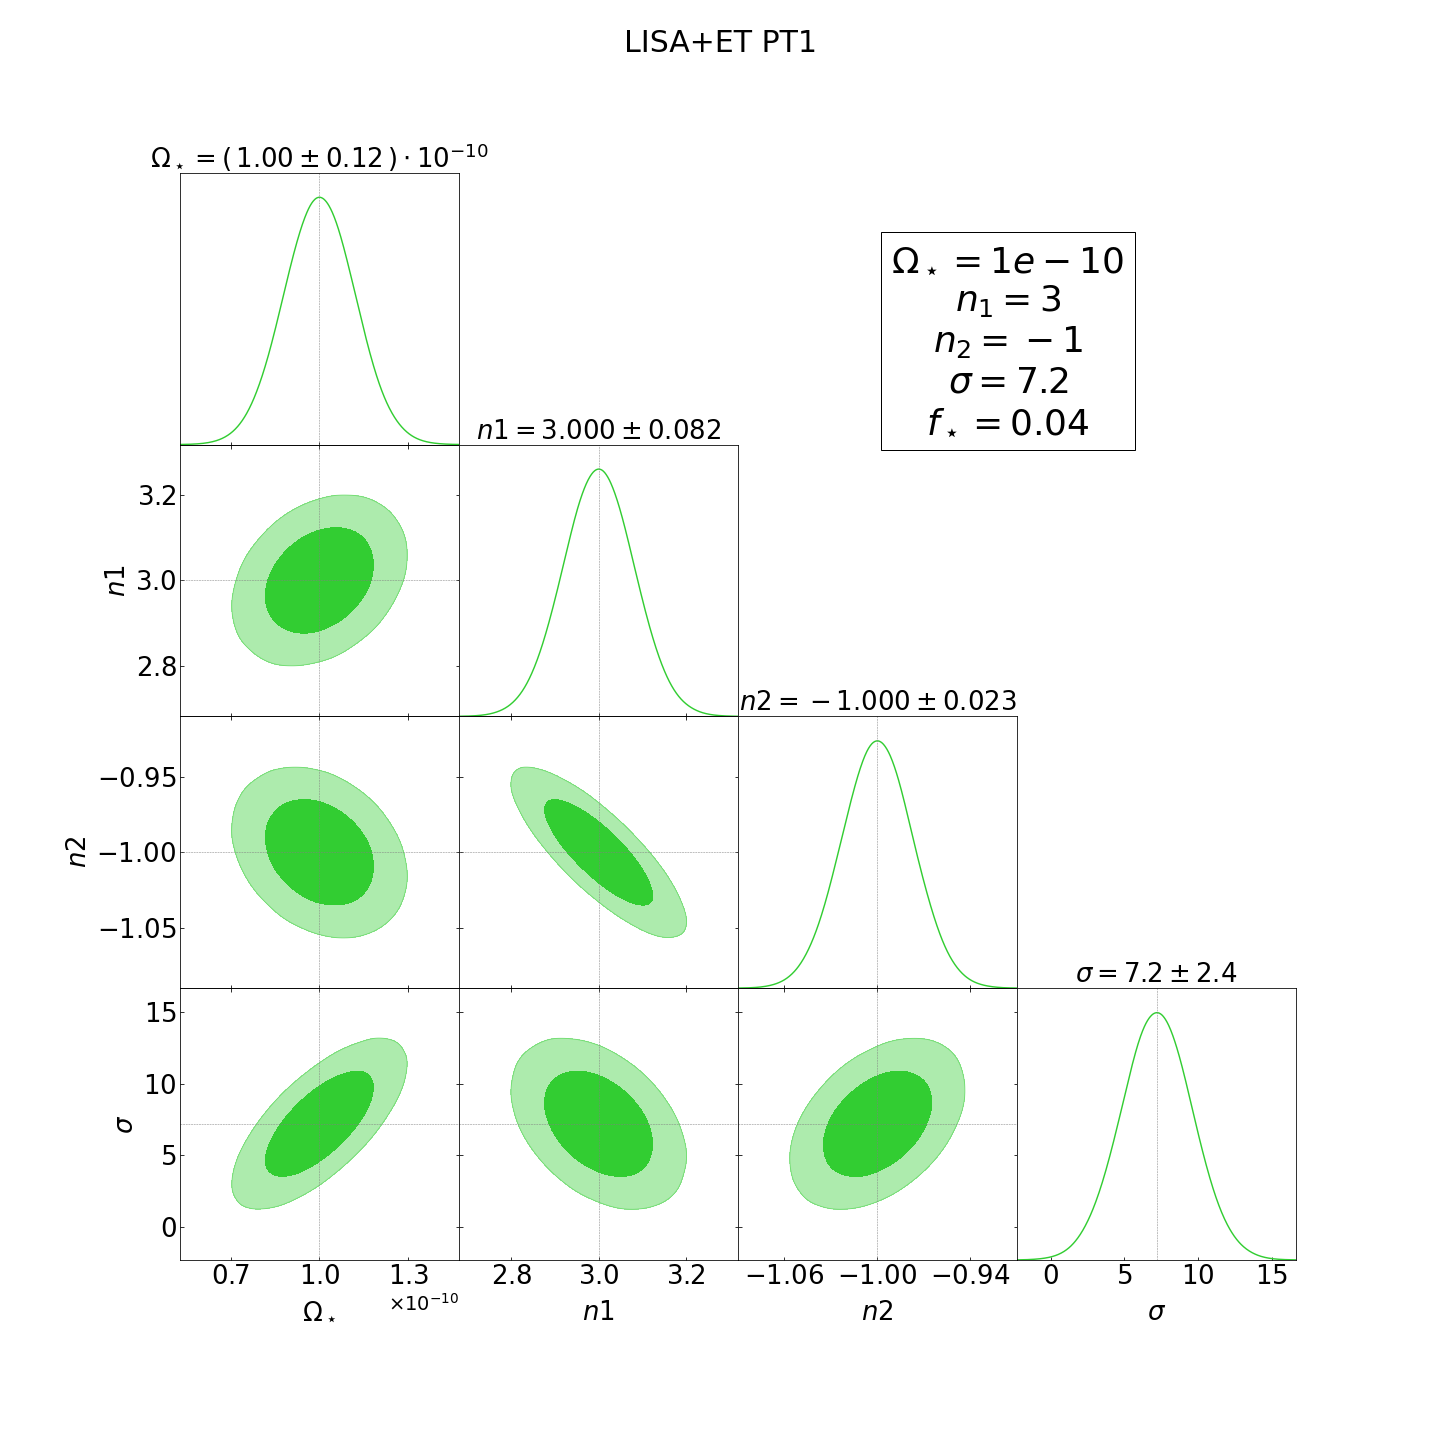 LISA+ET PT1
Ω⋆ = ( 1.00 ± 0.12 ) · 10⁻¹⁰
Ω⋆ = 1e − 10
n₁ = 3
n₂ = −1
σ = 7.2
f⋆ = 0.04
n1 = 3.000 ± 0.082
3.2
3.0
2.8
n1
n2 = −1.000 ± 0.023
−0.95
−1.00
−1.05
n2
σ = 7.2 ± 2.4
15
10
5
0
σ
0.7 1.0 1.3 2.8 3.0 3.2 −1.06 −1.00 −0.94 0 5 10 15
×10⁻¹⁰
Ω⋆ n1 n2 σ